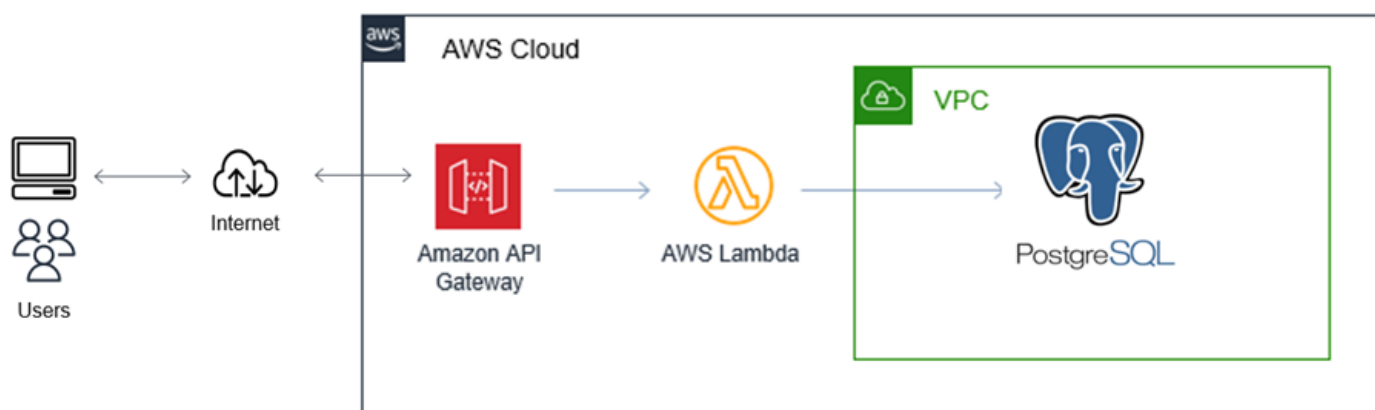 aws
AWS Cloud
VPC
Internet
Amazon API
Gateway
AWS Lambda
PostgreSQL
Users